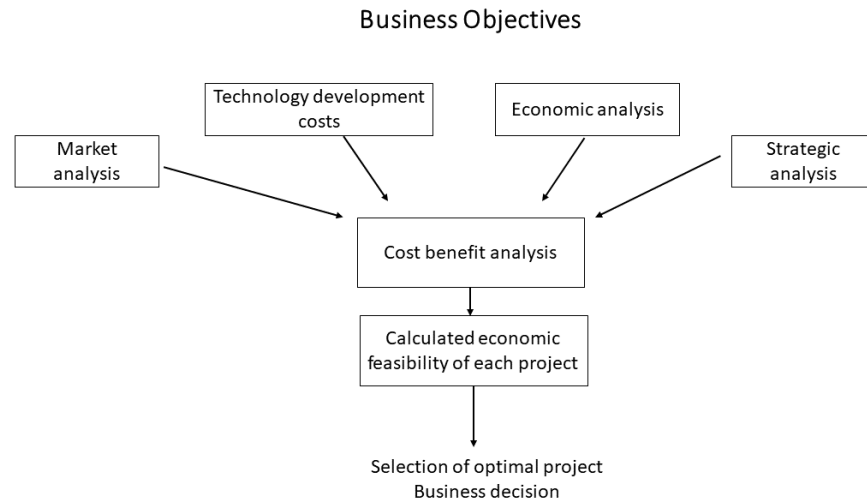 Business Objectives
Technology development
costs
Economic analysis
Market
analysis
Strategic
analysis
Cost benefit analysis
Calculated economic
feasibility of each project
Selection of optimal project
Business decision